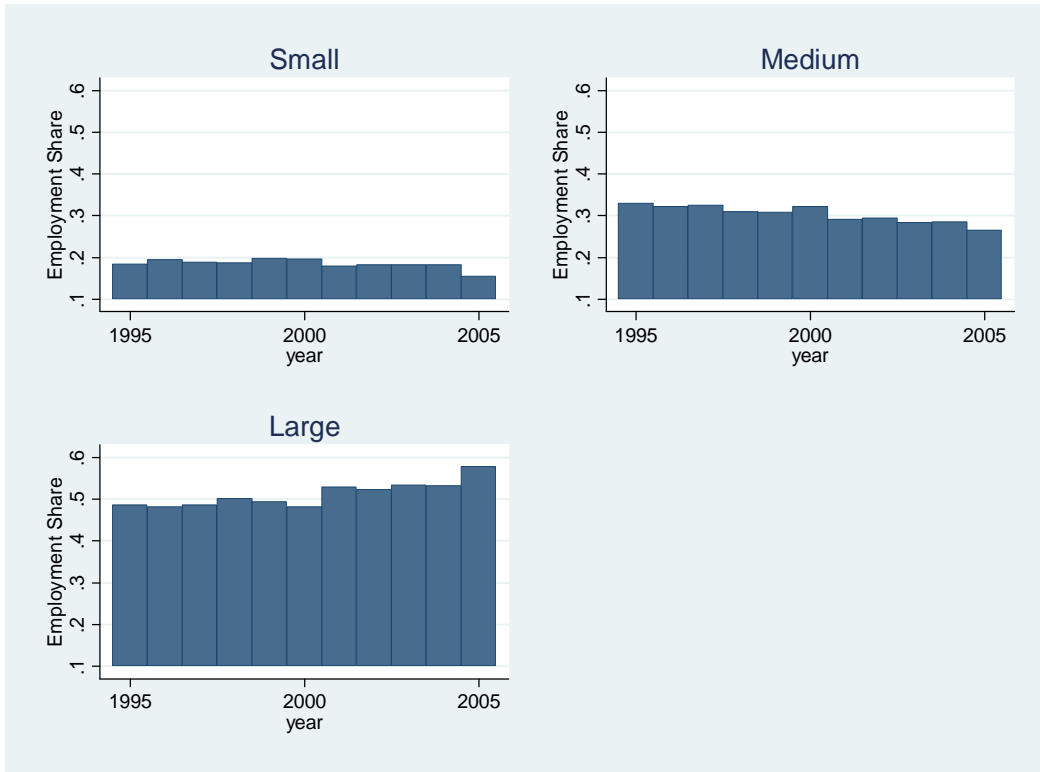 Small
Employment Share
.6
.5
.4
.3
.2
.1
1995 2000 2005
year
Medium
Employment Share
.6
.5
.4
.3
.2
.1
1995 2000 2005
year
Large
Employment Share
.6
.5
.4
.3
.2
.1
1995 2000 2005
year